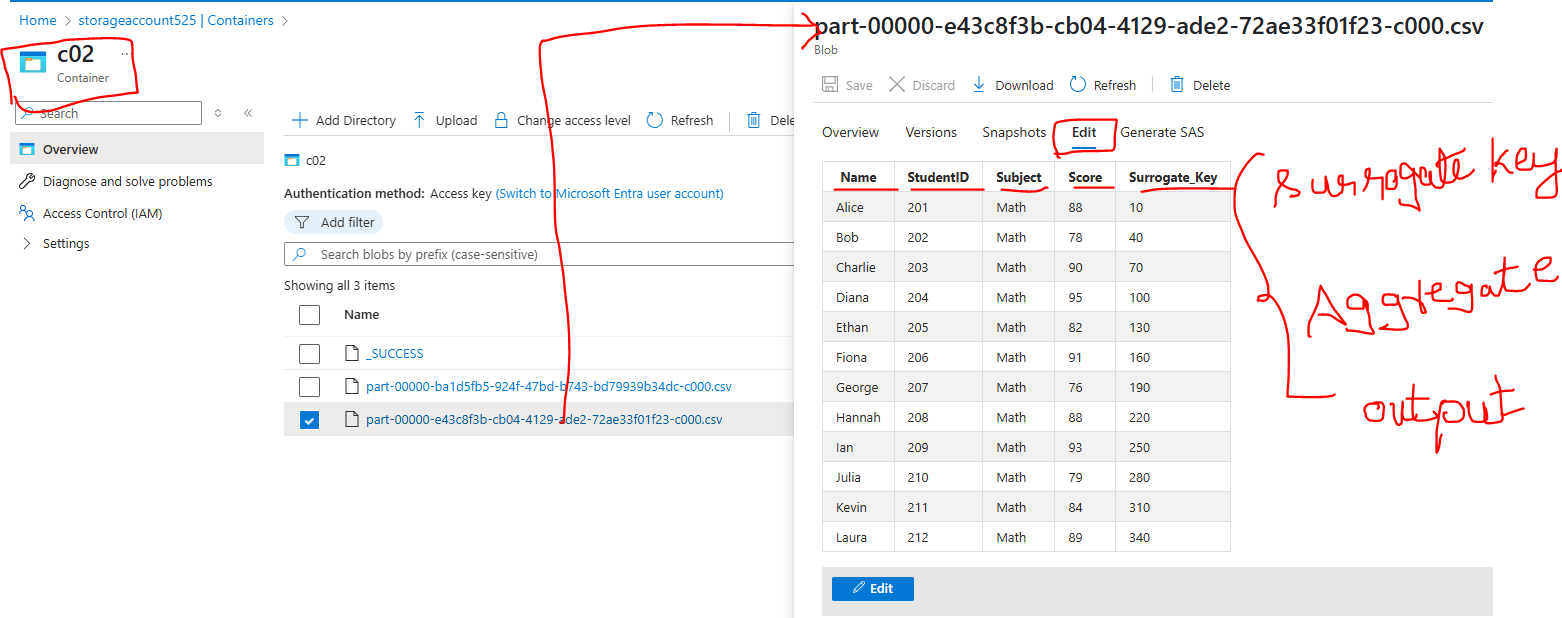 Home > storageaccount525 | Containers >
c02 ...
Container
Search
Overview
Diagnose and solve problems
Access Control (IAM)
Settings
Add Directory Upload Change access level Refresh Dele
c02
Authentication method: Access key (Switch to Microsoft Entra user account)
Add filter
Search blobs by prefix (case-sensitive)
Showing all 3 items
Name
_SUCCESS
part-00000-ba1d5fb5-924f-47bd-b743-bd79939b34dc-c000.csv
part-00000-e43c8f3b-cb04-4129-ade2-72ae33f01f23-c000.csv
part-00000-e43c8f3b-cb04-4129-ade2-72ae33f01f23-c000.csv
Blob
Save Discard Download Refresh Delete
Overview Versions Snapshots Edit Generate SAS
Name StudentID Subject Score Surrogate_Key
Alice 201 Math 88 10
Bob 202 Math 78 40
Charlie 203 Math 90 70
Diana 204 Math 95 100
Ethan 205 Math 82 130
Fiona 206 Math 91 160
George 207 Math 76 190
Hannah 208 Math 88 220
Ian 209 Math 93 250
Julia 210 Math 79 280
Kevin 211 Math 84 310
Laura 212 Math 89 340
Edit
Surrogate key
Aggregate
output